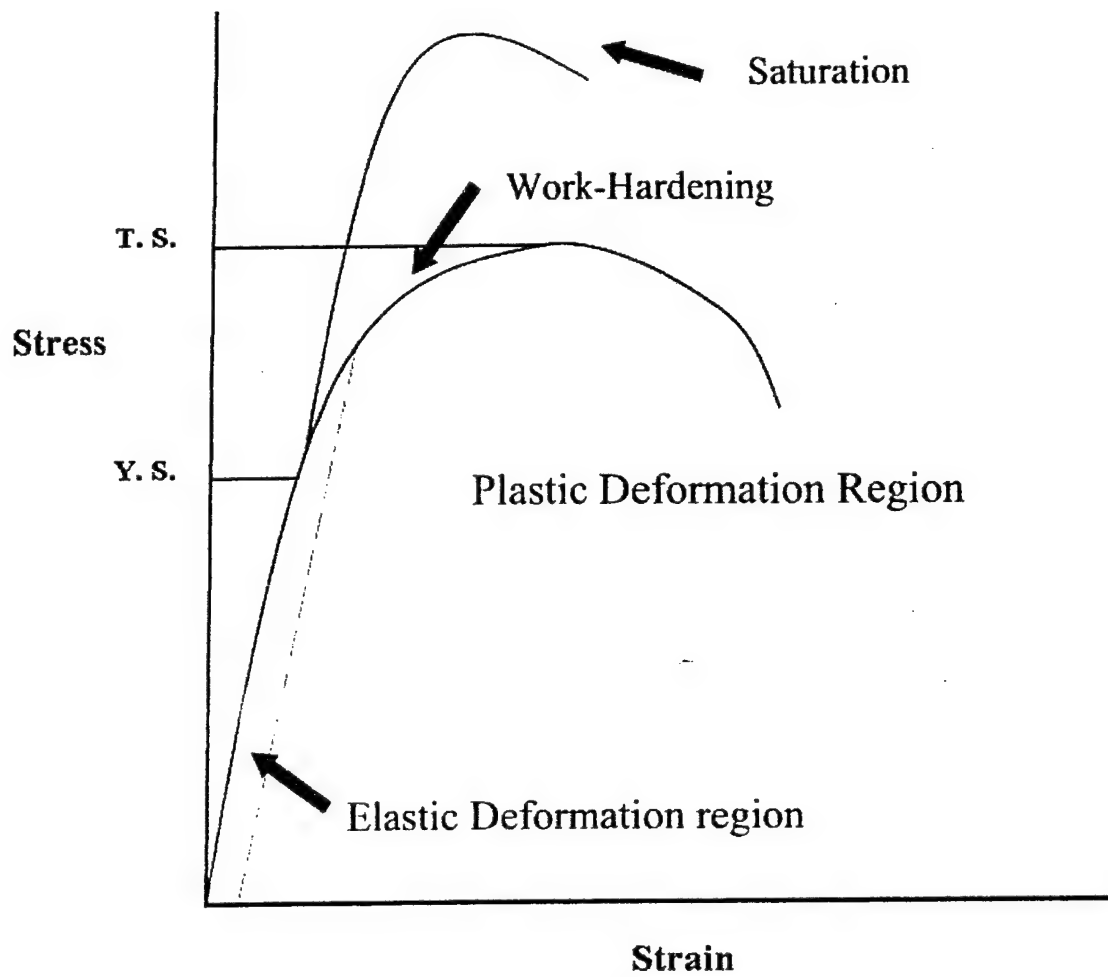 Saturation
Work-Hardening
T. S.
Stress
Y. S.
Plastic Deformation Region
Elastic Deformation region
Strain